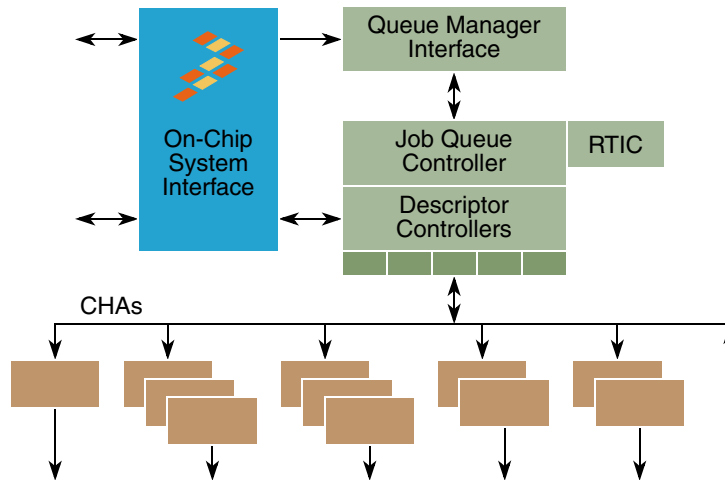 Queue Manager
Interface
On-Chip
System
Interface
Job Queue
Controller
RTIC
Descriptor
Controllers
CHAs